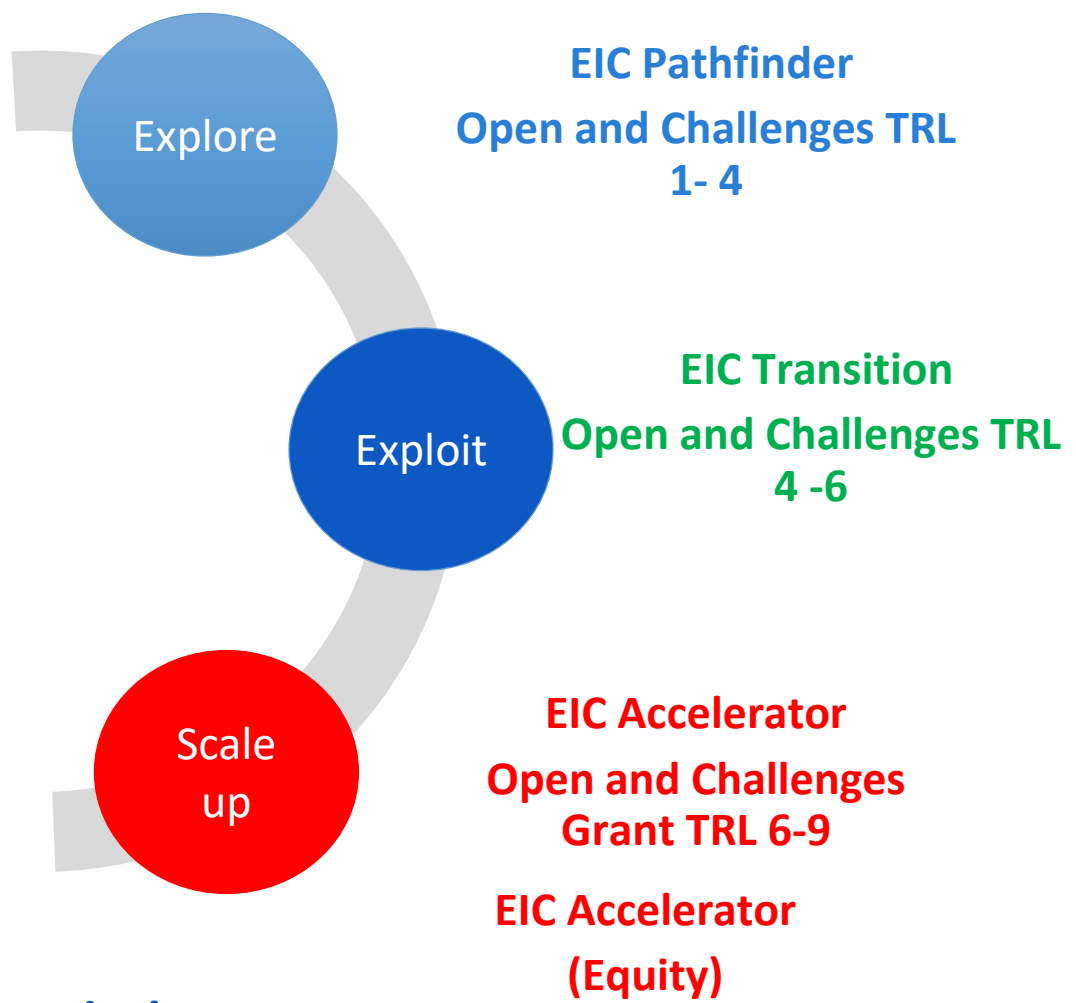 Explore
EIC Pathfinder
Open and Challenges TRL
1- 4
Exploit
EIC Transition
Open and Challenges TRL
4 -6
Scale
up
EIC Accelerator
Open and Challenges
Grant TRL 6-9
EIC Accelerator
(Equity)